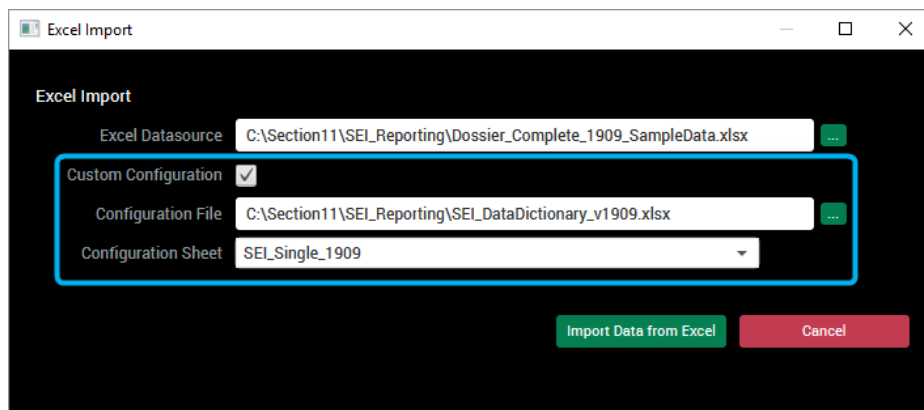 Excel Import
Excel Import
Excel Datasource C:\Section11\SEI_Reporting\Dossier_Complete_1909_SampleData.xlsx ...
Custom Configuration
Configuration File C:\Section11\SEI_Reporting\SEI_DataDictionary_v1909.xlsx ...
Configuration Sheet SEI_Single_1909
Import Data from Excel Cancel